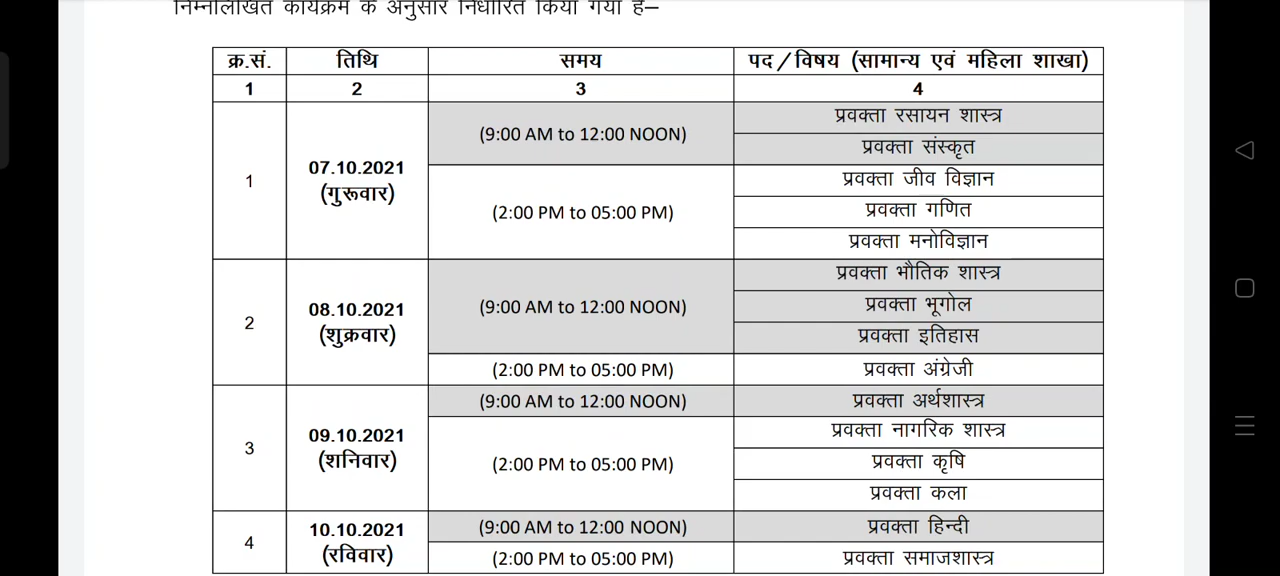 निम्नलिखित कार्यक्रम के अनुसार निर्धारित किया गया है–
क्र.सं. तिथि समय पद/विषय (सामान्य एवं महिला शाखा)
1 2 3 4
1 07.10.2021 (गुरूवार) (9:00 AM to 12:00 NOON) प्रवक्ता रसायन शास्त्र
प्रवक्ता संस्कृत
(2:00 PM to 05:00 PM) प्रवक्ता जीव विज्ञान
प्रवक्ता गणित
प्रवक्ता मनोविज्ञान
2 08.10.2021 (शुक्रवार) (9:00 AM to 12:00 NOON) प्रवक्ता भौतिक शास्त्र
प्रवक्ता भूगोल
प्रवक्ता इतिहास
(2:00 PM to 05:00 PM) प्रवक्ता अंग्रेजी
3 09.10.2021 (शनिवार) (9:00 AM to 12:00 NOON) प्रवक्ता अर्थशास्त्र
(2:00 PM to 05:00 PM) प्रवक्ता नागरिक शास्त्र
प्रवक्ता कृषि
प्रवक्ता कला
4 10.10.2021 (रविवार) (9:00 AM to 12:00 NOON) प्रवक्ता हिन्दी
(2:00 PM to 05:00 PM) प्रवक्ता समाजशास्त्र